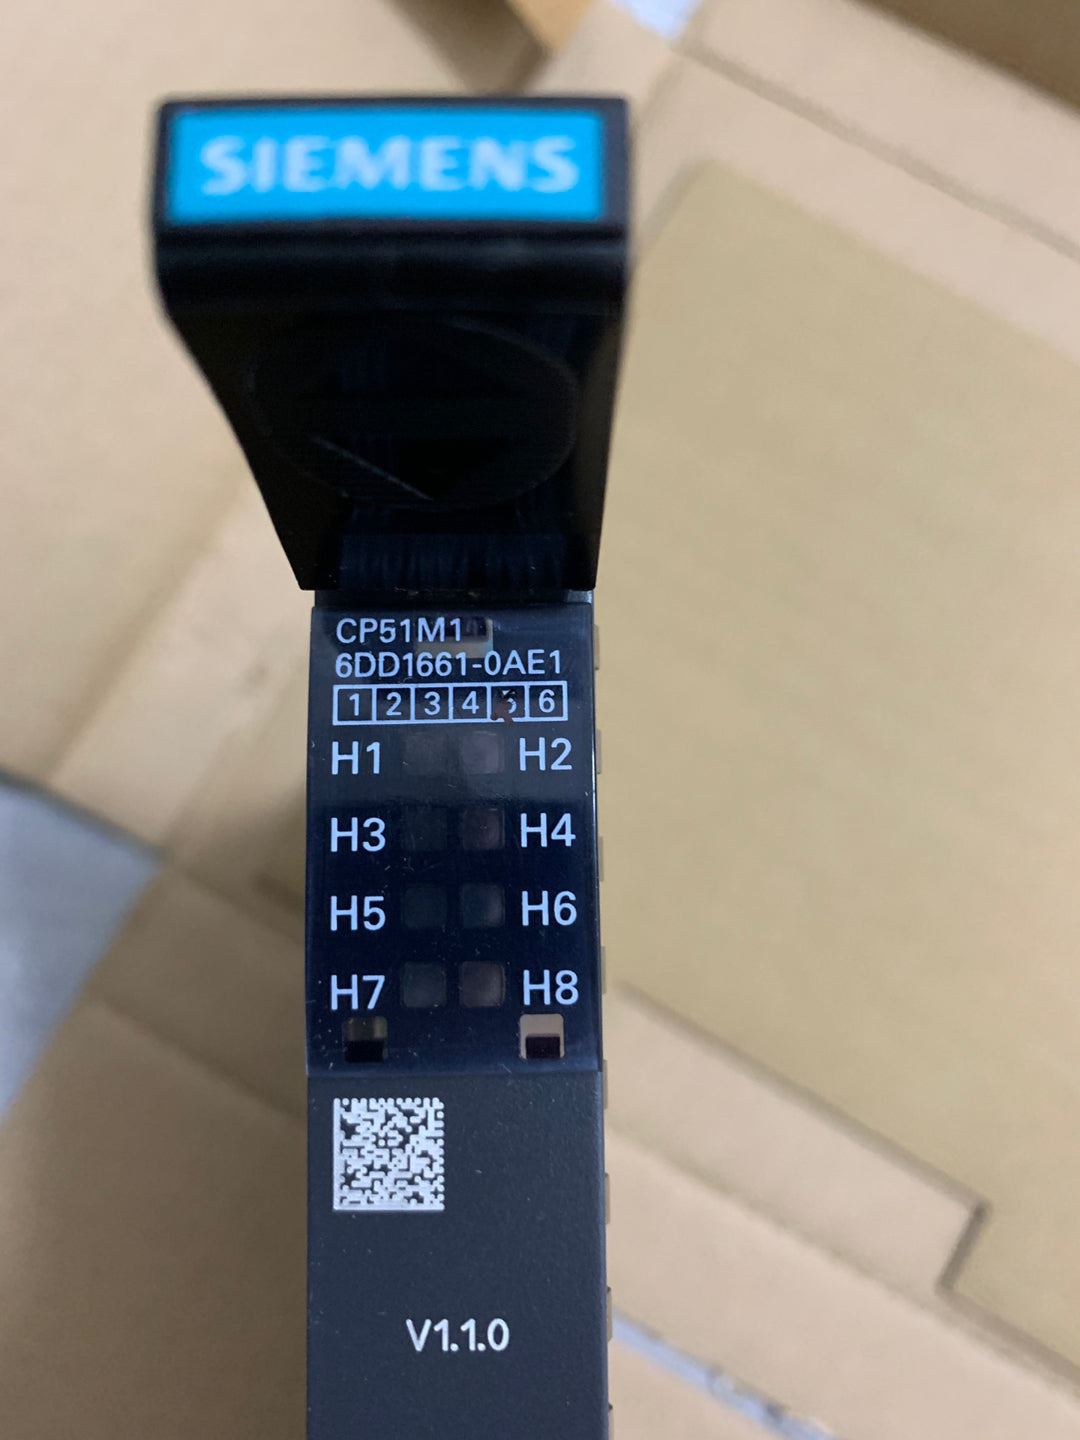 SIEMENS
CP51M1
6DD1661-0AE1
1 2 3 4 5 6
H1 H2
H3 H4
H5 H6
H7 H8
V1.1.0